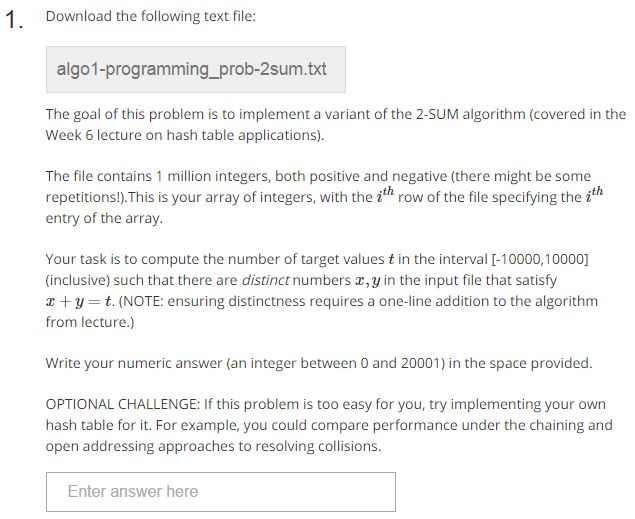 1. Download the following text file:
algo1-programming_prob-2sum.txt
The goal of this problem is to implement a variant of the 2-SUM algorithm (covered in the
Week 6 lecture on hash table applications).
The file contains 1 million integers, both positive and negative (there might be some
repetitions!).This is your array of integers, with the i^th row of the file specifying the i^th
entry of the array.
Your task is to compute the number of target values t in the interval [-10000,10000]
(inclusive) such that there are distinct numbers x, y in the input file that satisfy
x + y = t. (NOTE: ensuring distinctness requires a one-line addition to the algorithm
from lecture.)
Write your numeric answer (an integer between 0 and 20001) in the space provided.
OPTIONAL CHALLENGE: If this problem is too easy for you, try implementing your own
hash table for it. For example, you could compare performance under the chaining and
open addressing approaches to resolving collisions.
Enter answer here